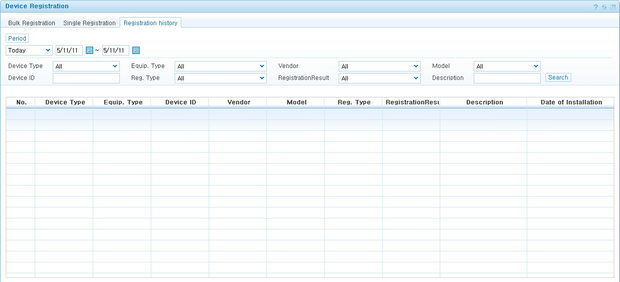 Device Registration
Bulk Registration Single Registration Registration history
Period
Today 5/11/11 ~ 5/11/11
Device Type All Equip. Type All Vendor All Model All
Device ID Reg. Type All RegistrationResult All Description Search
No. Device Type Equip. Type Device ID Vendor Model Reg. Type RegistrationResu Description Date of Installation